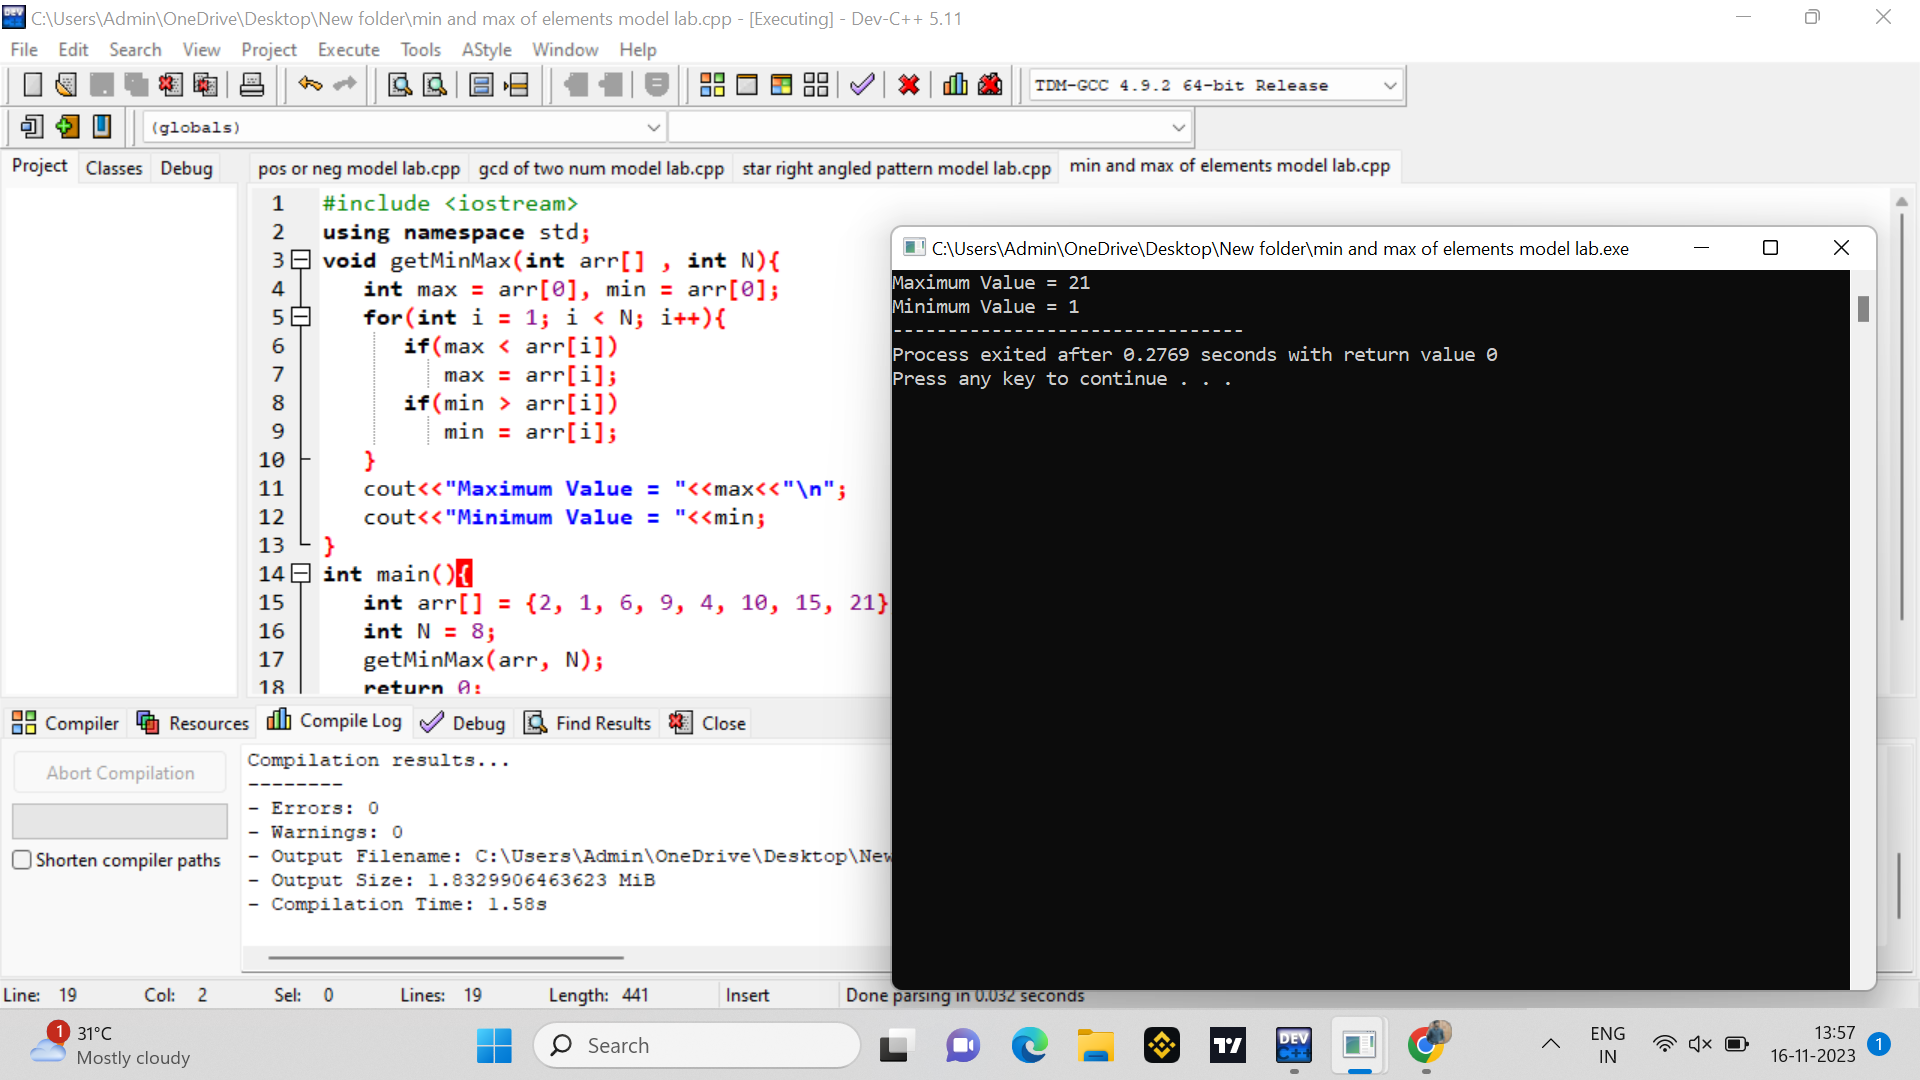 C:\Users\Admin\OneDrive\Desktop\New folder\min and max of elements model lab.cpp - [Executing] - Dev-C++ 5.11
File Edit Search View Project Execute Tools AStyle Window Help
TDM-GCC 4.9.2 64-bit Release
(globals)
Project Classes Debug
pos or neg model lab.cpp gcd of two num model lab.cpp star right angled pattern model lab.cpp min and max of elements model lab.cpp
1 #include <iostream>
2 using namespace std;
3 void getMinMax(int arr[] , int N){
4 int max = arr[0], min = arr[0];
5 for(int i = 1; i < N; i++){
6 if(max < arr[i])
7 max = arr[i];
8 if(min > arr[i])
9 min = arr[i];
10 }
11 cout<<"Maximum Value = "<<max<<"\n";
12 cout<<"Minimum Value = "<<min;
13 }
14 int main(){
15 int arr[] = {2, 1, 6, 9, 4, 10, 15, 21}
16 int N = 8;
17 getMinMax(arr, N);
18 return 0;
C:\Users\Admin\OneDrive\Desktop\New folder\min and max of elements model lab.exe
Maximum Value = 21
Minimum Value = 1
--------------------------------
Process exited after 0.2769 seconds with return value 0
Press any key to continue . . .
Compiler Resources Compile Log Debug Find Results Close
Abort Compilation
Shorten compiler paths
Compilation results...
--------
- Errors: 0
- Warnings: 0
- Output Filename: C:\Users\Admin\OneDrive\Desktop\New
- Output Size: 1.8329906463623 MiB
- Compilation Time: 1.58s
Line: 19 Col: 2 Sel: 0 Lines: 19 Length: 441 Insert Done parsing in 0.032 seconds
1
31°C
Mostly cloudy
Search
DEV C++
ENG
IN
13:57
16-11-2023
1